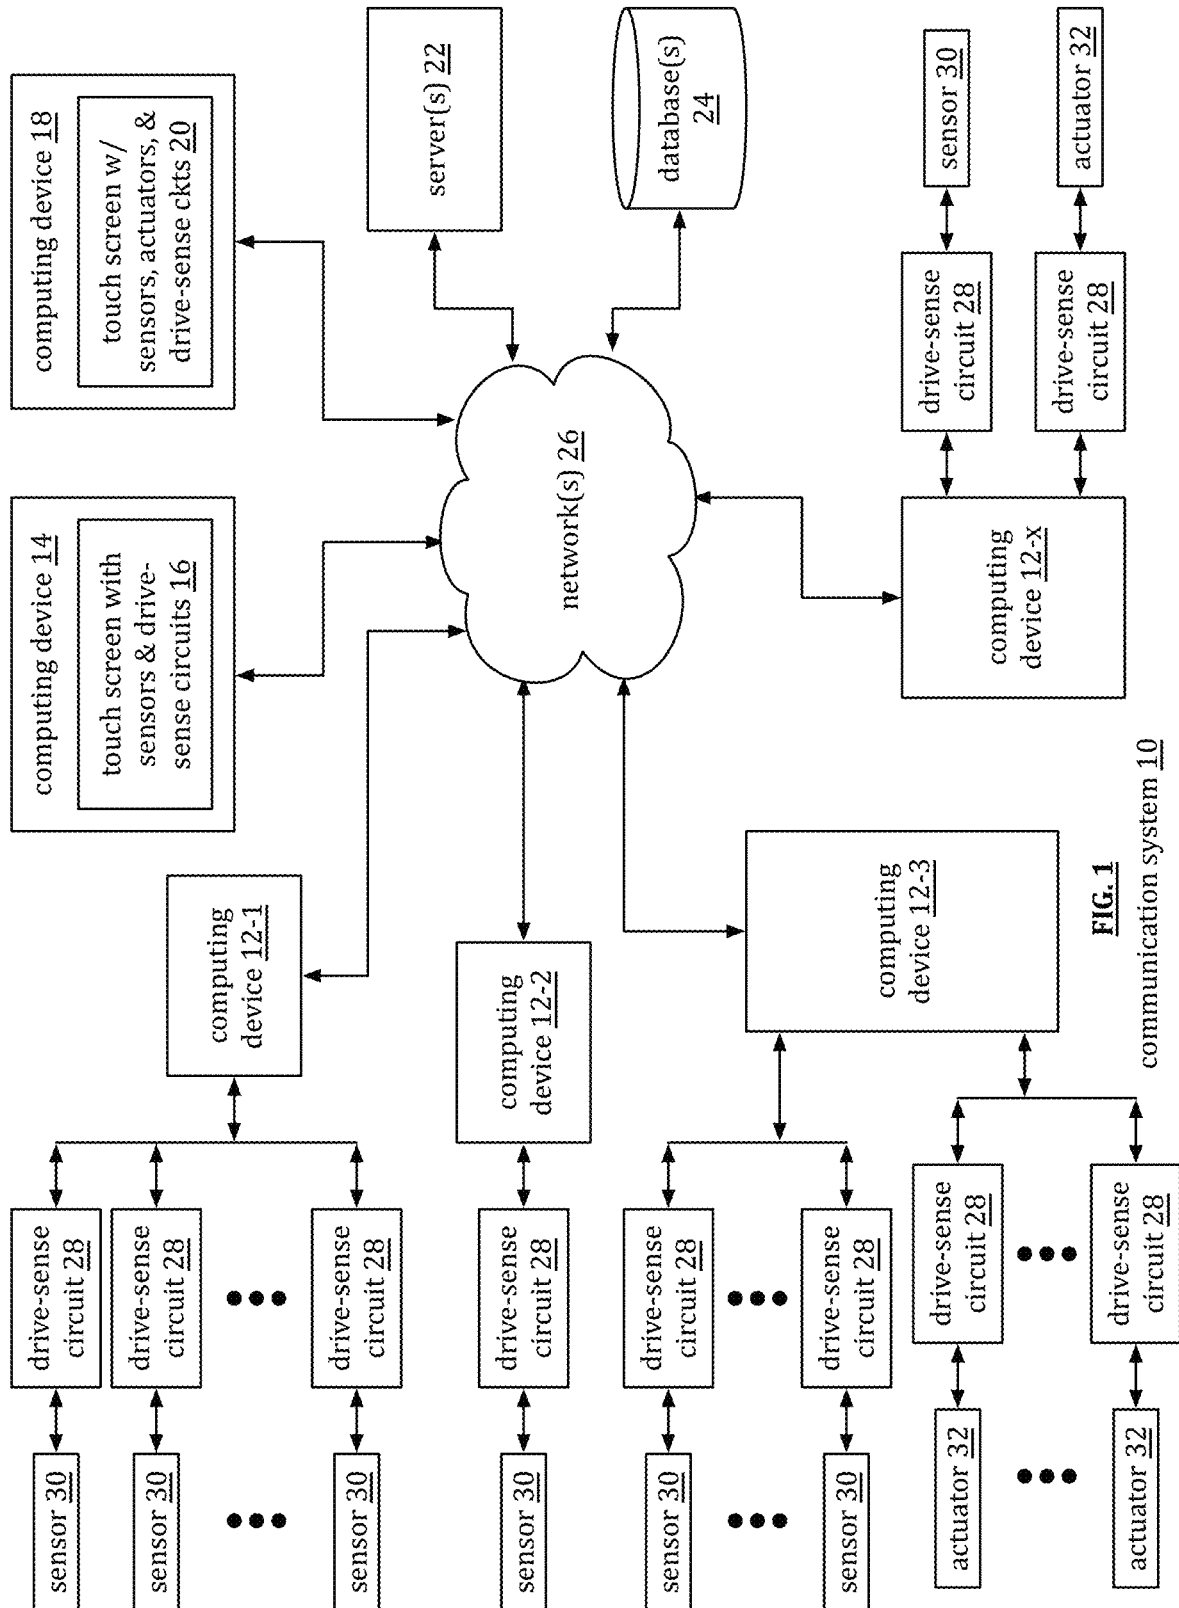 sensor 30
drive-sense
circuit 28
sensor 30
drive-sense
circuit 28
sensor 30
drive-sense
circuit 28
computing
device 12-1
computing device 14
touch screen with
sensors & drive-
sense circuits 16
computing device 18
touch screen w/
sensors, actuators, &
drive-sense ckts 20
sensor 30
drive-sense
circuit 28
computing
device 12-2
network(s) 26
server(s) 22
database(s)
24
sensor 30
drive-sense
circuit 28
sensor 30
drive-sense
circuit 28
computing
device 12-3
actuator 32
drive-sense
circuit 28
actuator 32
drive-sense
circuit 28
computing
device 12-x
drive-sense
circuit 28
sensor 30
drive-sense
circuit 28
actuator 32
FIG. 1
communication system 10